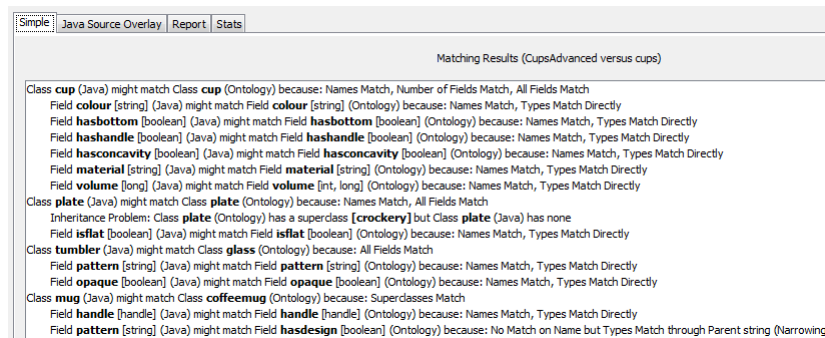 Simple Java Source Overlay Report Stats
Matching Results (CupsAdvanced versus cups)
Class cup (Java) might match Class cup (Ontology) because: Names Match, Number of Fields Match, All Fields Match
Field colour [string] (Java) might match Field colour [string] (Ontology) because: Names Match, Types Match Directly
Field hasbottom [boolean] (Java) might match Field hasbottom [boolean] (Ontology) because: Names Match, Types Match Directly
Field hashandle [boolean] (Java) might match Field hashandle [boolean] (Ontology) because: Names Match, Types Match Directly
Field hasconcavity [boolean] (Java) might match Field hasconcavity [boolean] (Ontology) because: Names Match, Types Match Directly
Field material [string] (Java) might match Field material [string] (Ontology) because: Names Match, Types Match Directly
Field volume [long] (Java) might match Field volume [int, long] (Ontology) because: Names Match, Types Match Directly
Class plate (Java) might match Class plate (Ontology) because: Names Match, All Fields Match
Inheritance Problem: Class plate (Ontology) has a superclass [crockery] but Class plate (Java) has none
Field isflat [boolean] (Java) might match Field isflat [boolean] (Ontology) because: Names Match, Types Match Directly
Class tumbler (Java) might match Class glass (Ontology) because: All Fields Match
Field pattern [string] (Java) might match Field pattern [string] (Ontology) because: Names Match, Types Match Directly
Field opaque [boolean] (Java) might match Field opaque [boolean] (Ontology) because: Names Match, Types Match Directly
Class mug (Java) might match Class coffeemug (Ontology) because: Superclasses Match
Field handle [handle] (Java) might match Field handle [handle] (Ontology) because: Names Match, Types Match Directly
Field pattern [string] (Java) might match Field hasdesign [boolean] (Ontology) because: No Match on Name but Types Match through Parent string (Narrowing